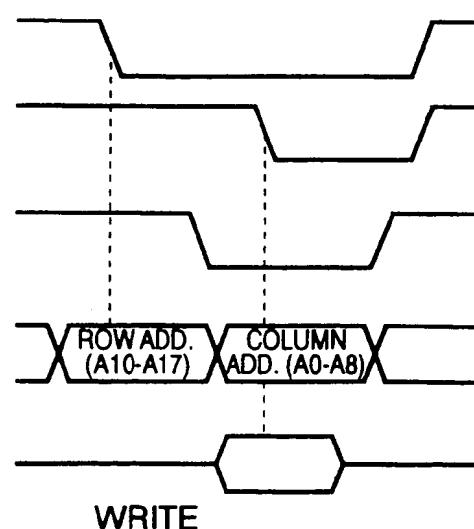 ROW ADD.
(A10-A17)
COLUMN
ADD. (A0-A8)
WRITE